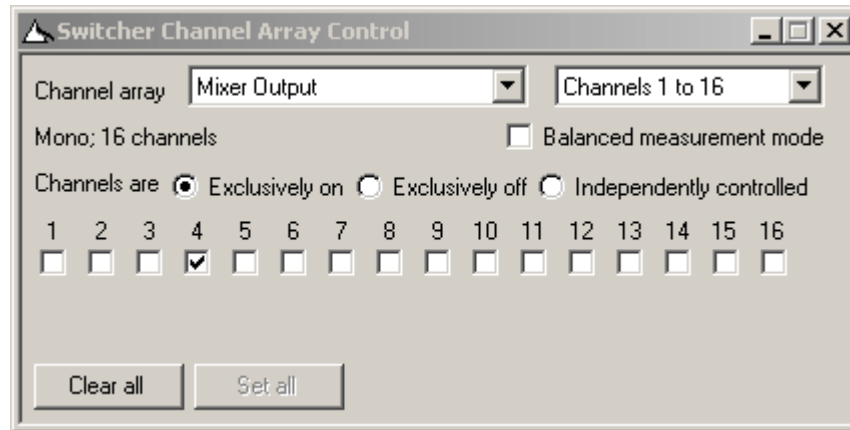 Switcher Channel Array Control
Channel array Mixer Output Channels 1 to 16
Mono; 16 channels Balanced measurement mode
Channels are Exclusively on Exclusively off Independently controlled
1 2 3 4 5 6 7 8 9 10 11 12 13 14 15 16
Clear all Set all